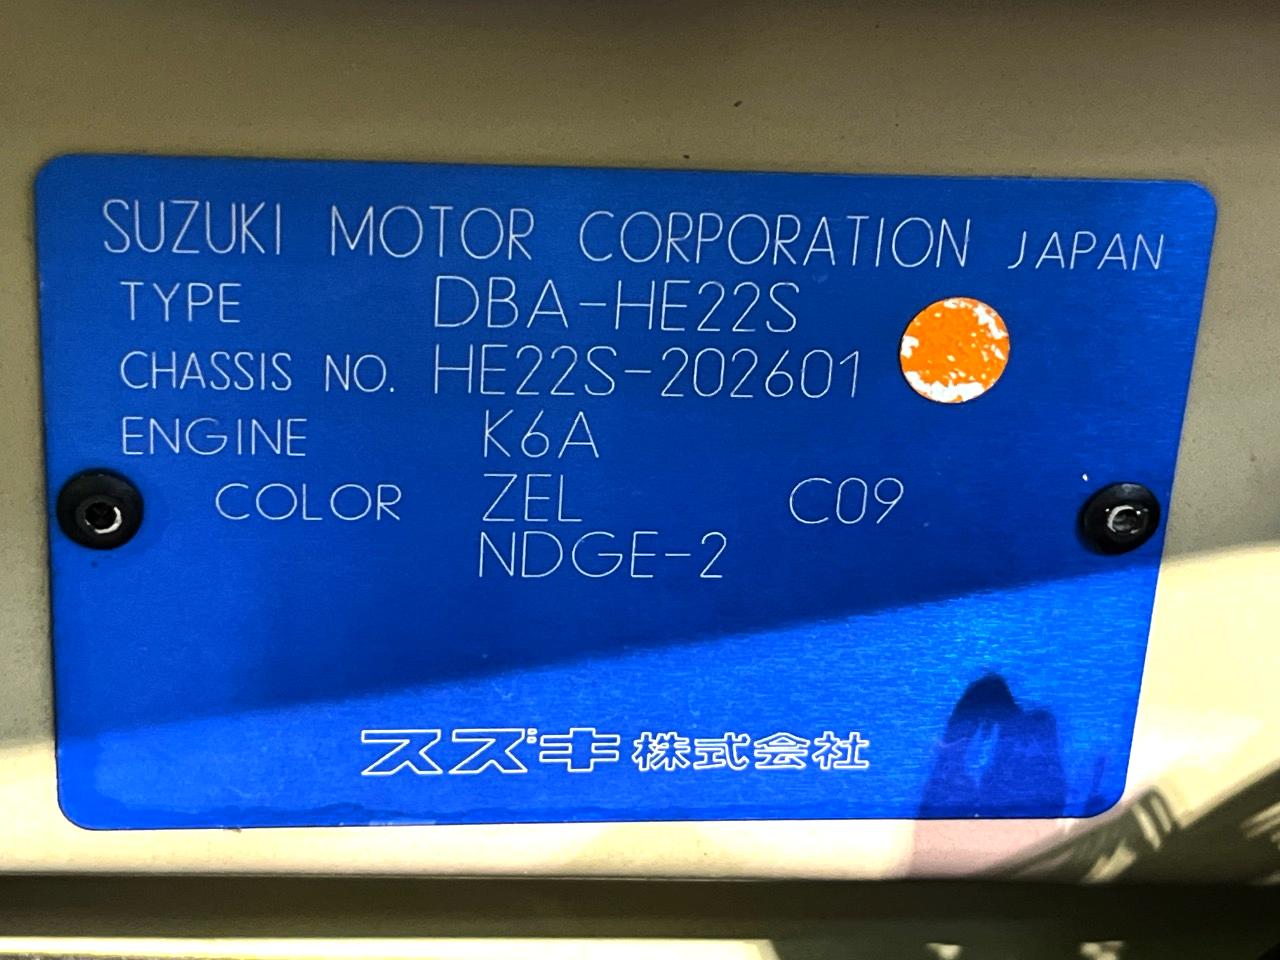 SUZUKI MOTOR CORPORATION JAPAN
TYPE DBA-HE22S
CHASSIS NO. HE22S-202601
ENGINE K6A
COLOR ZEL C09
NDGE-2
スズキ株式会社